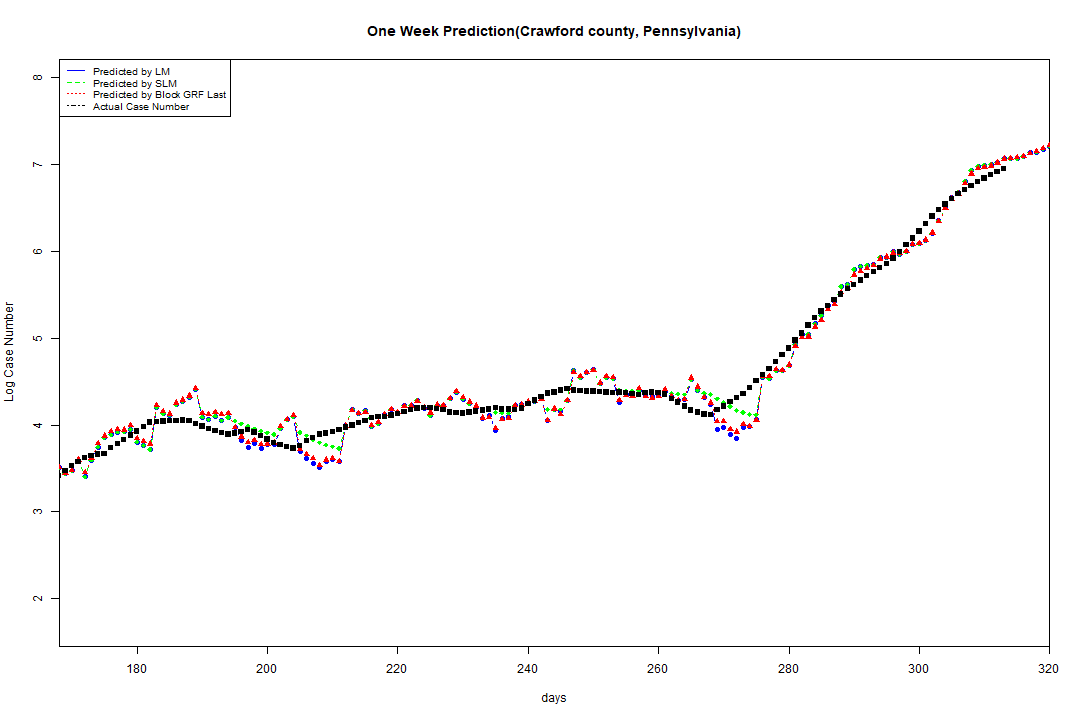 One Week Prediction(Crawford county, Pennsylvania)
Predicted by LM
Predicted by SLM
Predicted by Block GRF Last
Actual Case Number
8
7
6
5
4
3
2
Log Case Number
180 200 220 240 260 280 300 320
days